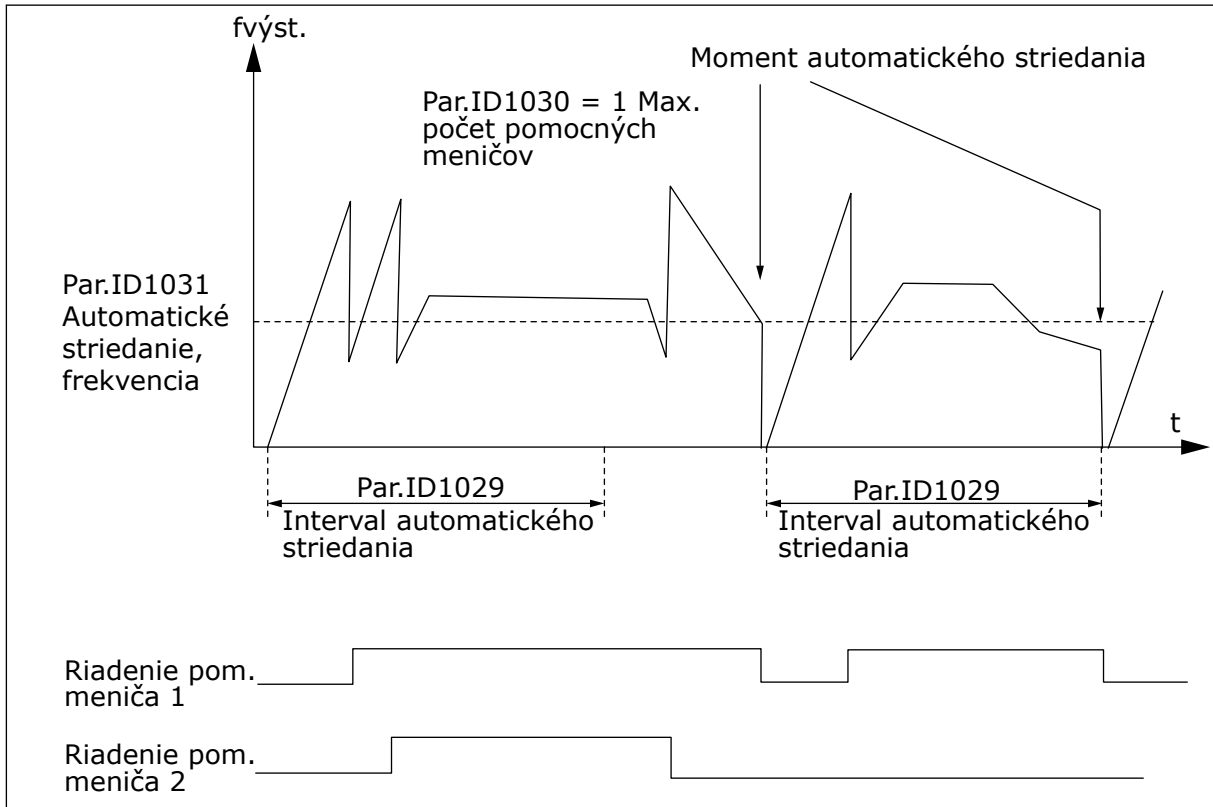 fvýst.
Moment automatického striedania
Par.ID1030 = 1 Max.
počet pomocných
meničov
Par.ID1031
Automatické
striedanie,
frekvencia
t
Par.ID1029
Interval automatického
striedania
Par.ID1029
Interval automatického
striedania
Riadenie pom.
meniča 1
Riadenie pom.
meniča 2